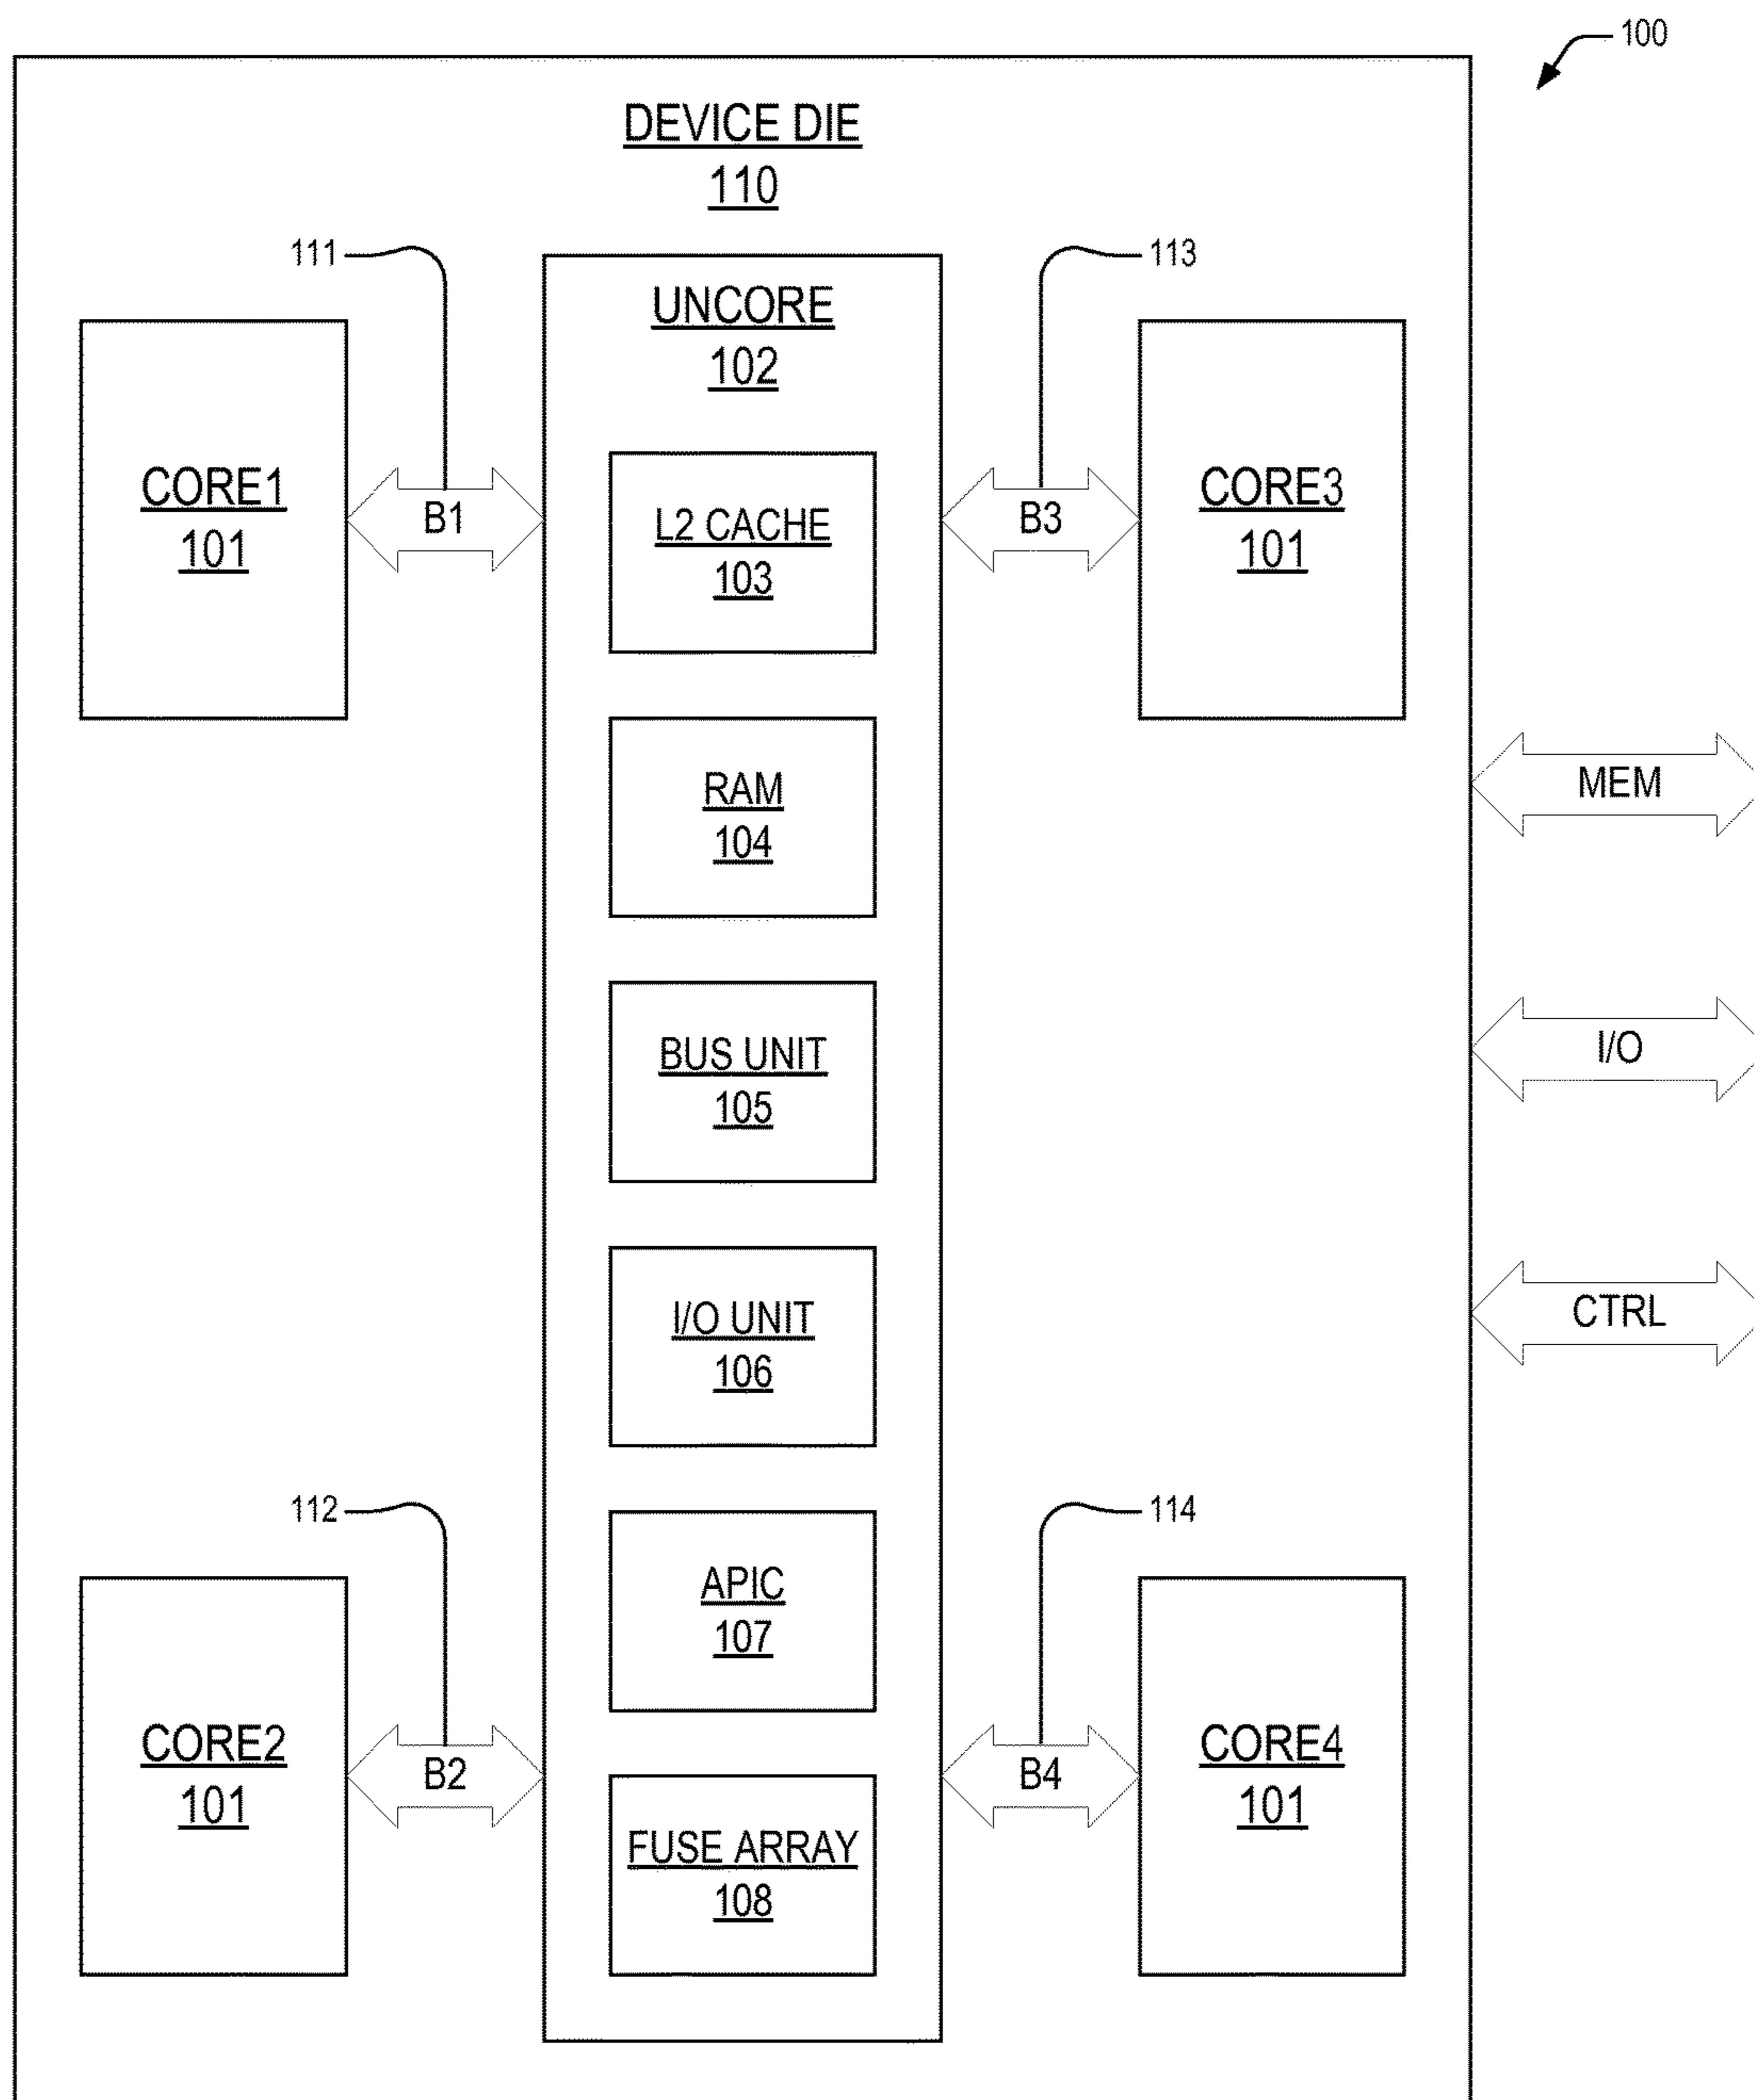 100
DEVICE DIE
110
111
113
UNCORE
102
CORE1
101
B1
L2 CACHE
103
B3
CORE3
101
RAM
104
MEM
BUS UNIT
105
I/O
I/O UNIT
106
CTRL
112
114
APIC
107
CORE2
101
B2
B4
CORE4
101
FUSE ARRAY
108